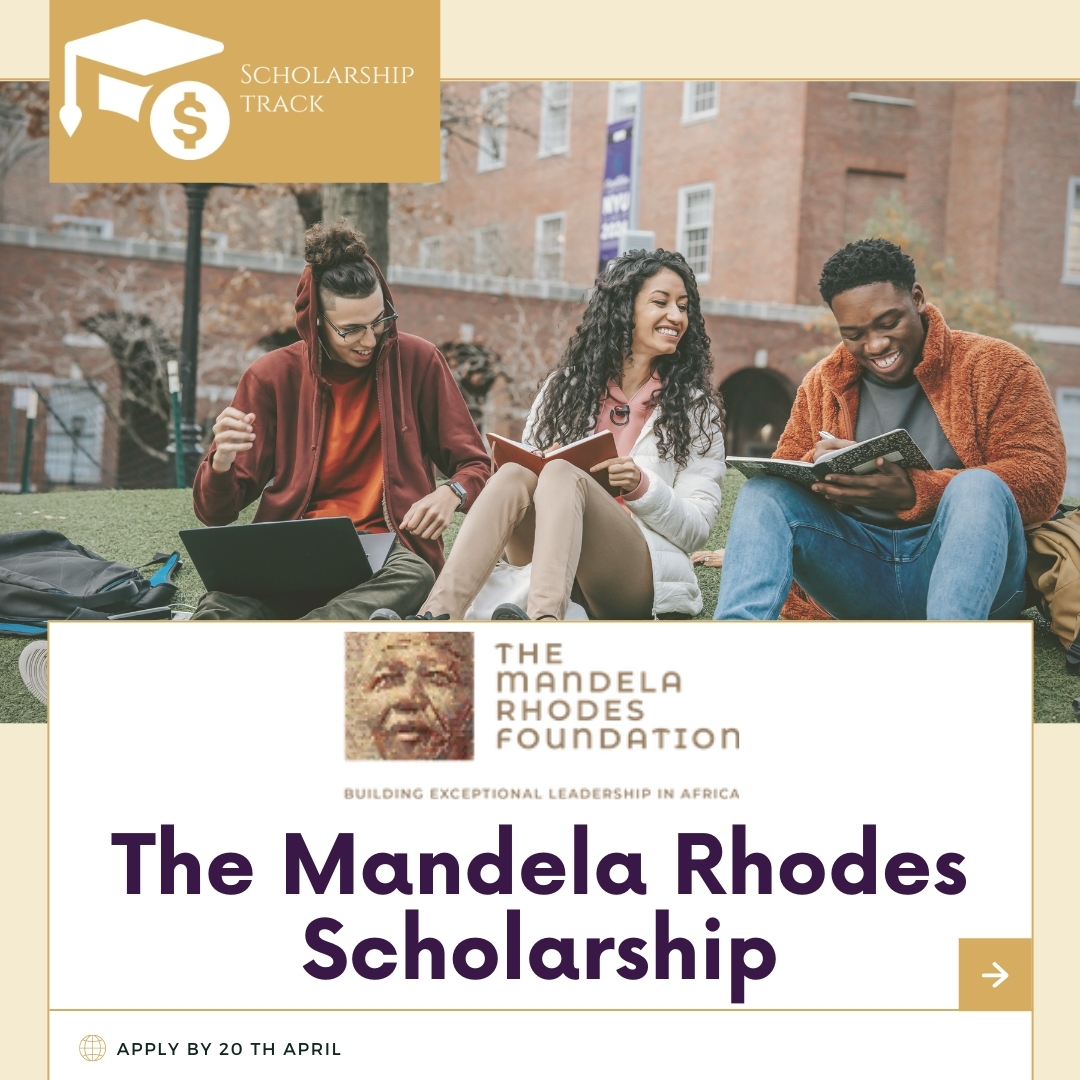 Scholarship
track
NYU
THE
MANDELA
RHODES
FOUNDATION
BUILDING EXCEPTIONAL LEADERSHIP IN AFRICA
The Mandela Rhodes
Scholarship
APPLY BY 20 TH APRIL